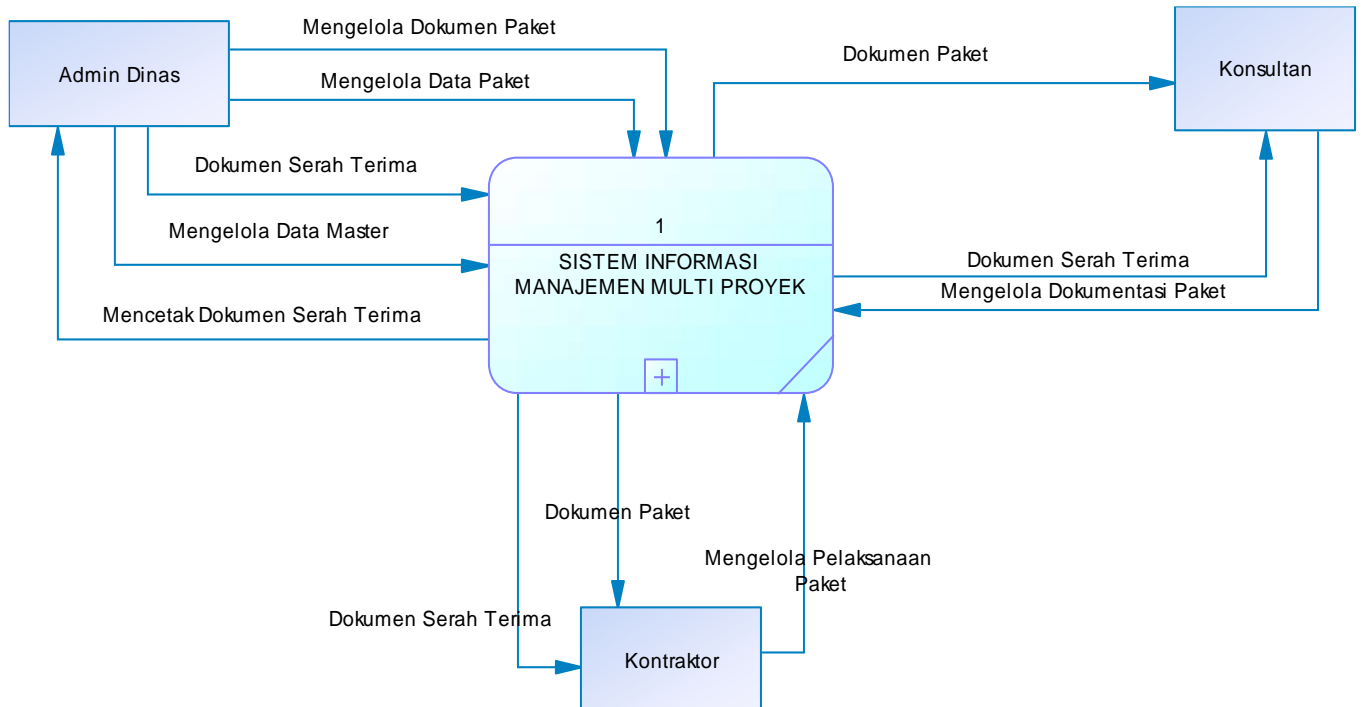 Mengelola Dokumen Paket
Admin Dinas
Mengelola Data Paket
Dokumen Paket
Konsultan
Dokumen Serah Terima
Mengelola Data Master
1
SISTEM INFORMASI
MANAJEMEN MULTI PROYEK
Dokumen Serah Terima
Mengelola Dokumentasi Paket
Mencetak Dokumen Serah Terima
+
Dokumen Paket
Mengelola Pelaksanaan
Paket
Dokumen Serah Terima
Kontraktor